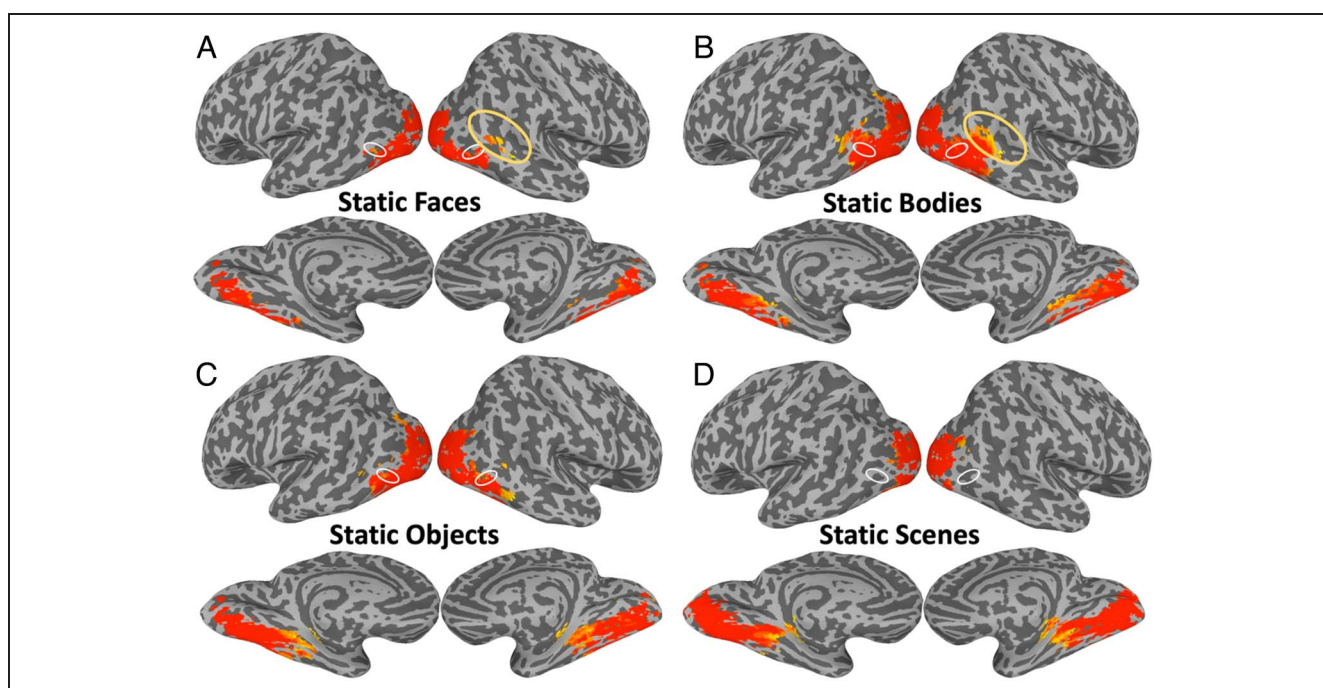 A
B
Static Faces
Static Bodies
C
D
Static Objects
Static Scenes